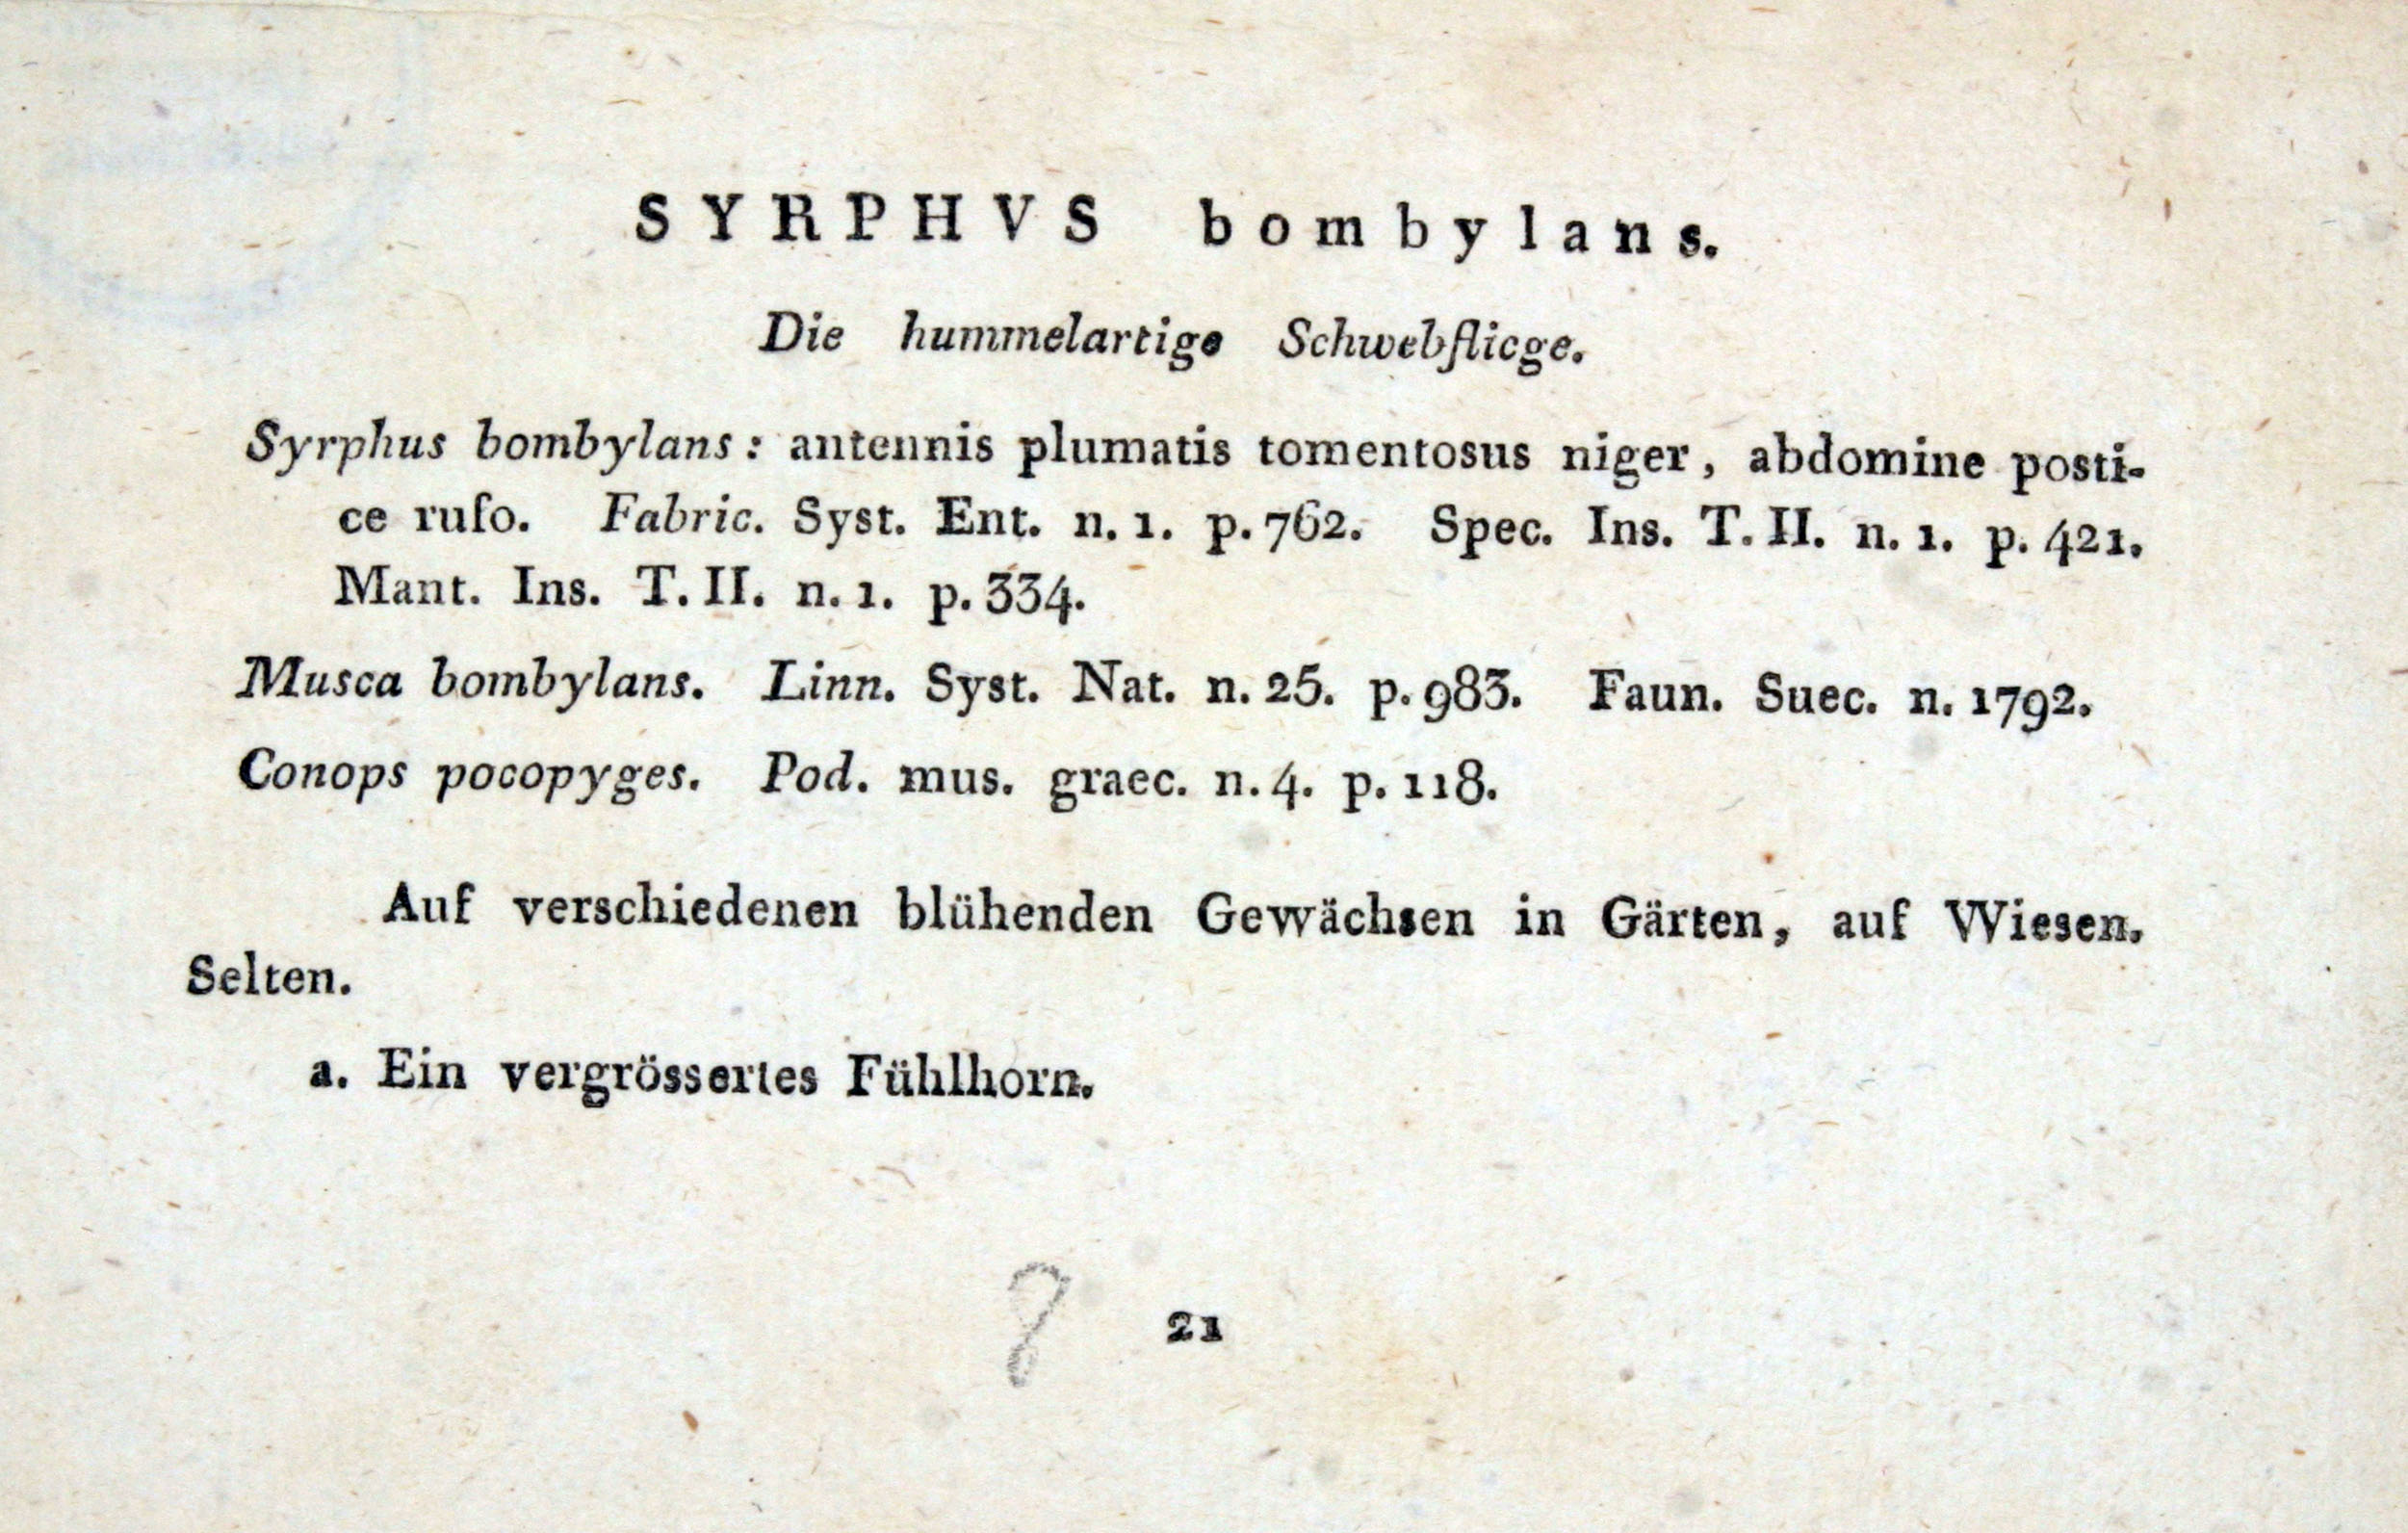 SYRPHVS bombylans.
Die hummelartige Schwebfliege.
Syrphus bombylans: antennis plumatis tomentosus niger, abdomine posti-
ce rufo. Fabric. Syst. Ent. n. 1. p. 762. Spec. Ins. T. II. n. 1. p. 421.
Mant. Ins. T. II. n. 1. p. 334.
Musca bombylans. Linn. Syst. Nat. n. 25. p. 983. Faun. Suec. n. 1792.
Conops pocopyges. Pod. mus. graec. n. 4. p. 118.
Auf verschiedenen blühenden Gewächsen in Gärten, auf Wiesen.
Selten.
a. Ein vergrössertes Fühlhorn.
8 21